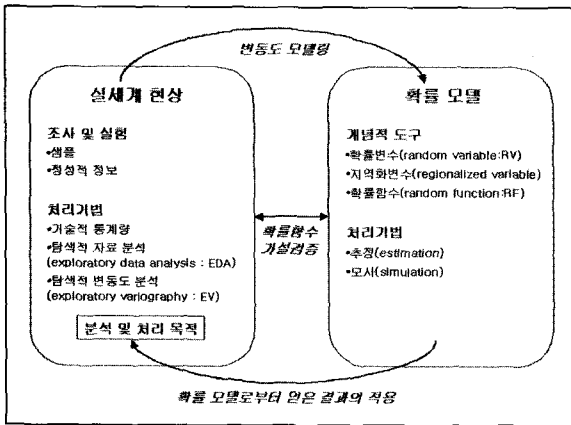 변동도 모델링
실세계 현상
조사 및 실험
•샘플
•정성적 정보
처리기법
•기술적 통계량
•탐색적 자료 분석
(exploratory data analysis : EDA)
•탐색적 변동도 분석
(exploratory variography : EV)
분석 및 처리 목적
확률함수
가설검증
확률 모델
개념적 도구
•확률변수(random variable:RV)
•지역화변수(regionalized variable)
•확률함수(random function:RF)
처리기법
•추정(estimation)
•모사(simulation)
확률 모델로부터 얻은 결과의 적용